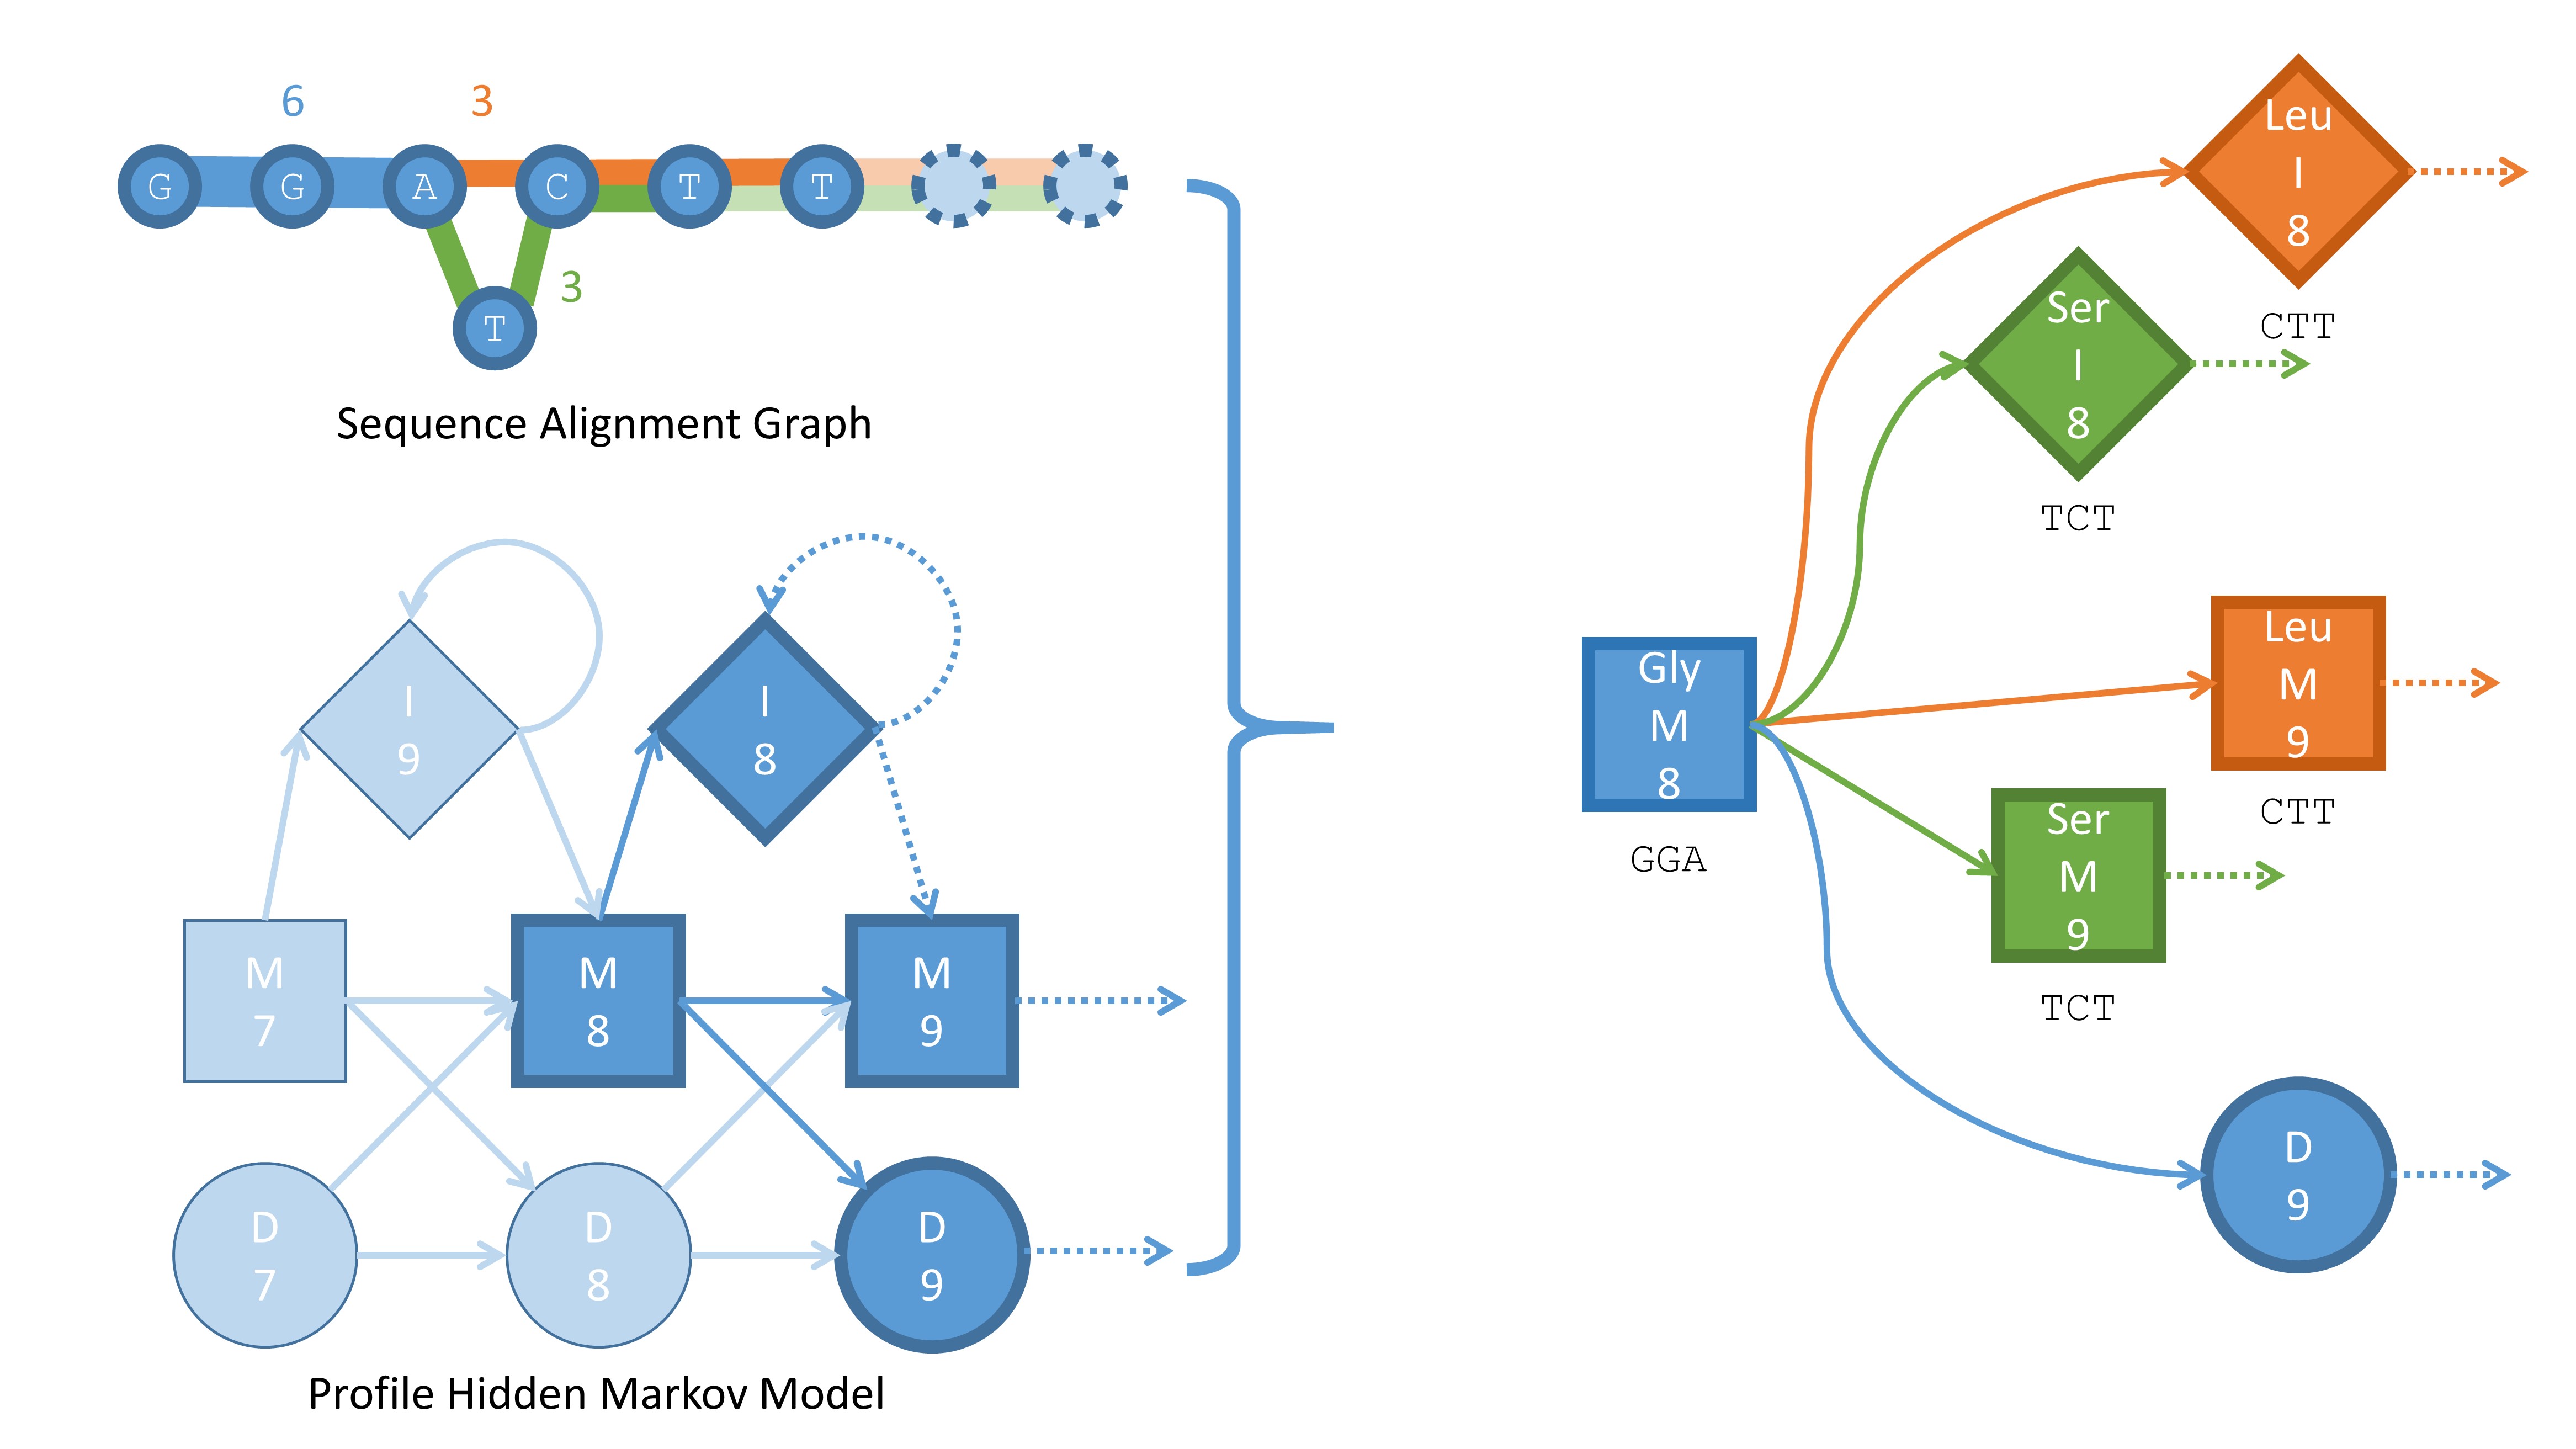 6
3
G G A C T T
3
T
Sequence Alignment Graph
I
9
I
8
M
7
M
8
M
9
D
7
D
8
D
9
Profile Hidden Markov Model
Leu
I
8
CTT
Ser
I
8
TCT
Gly
M
8
GGA
Leu
M
9
CTT
Ser
M
9
TCT
D
9